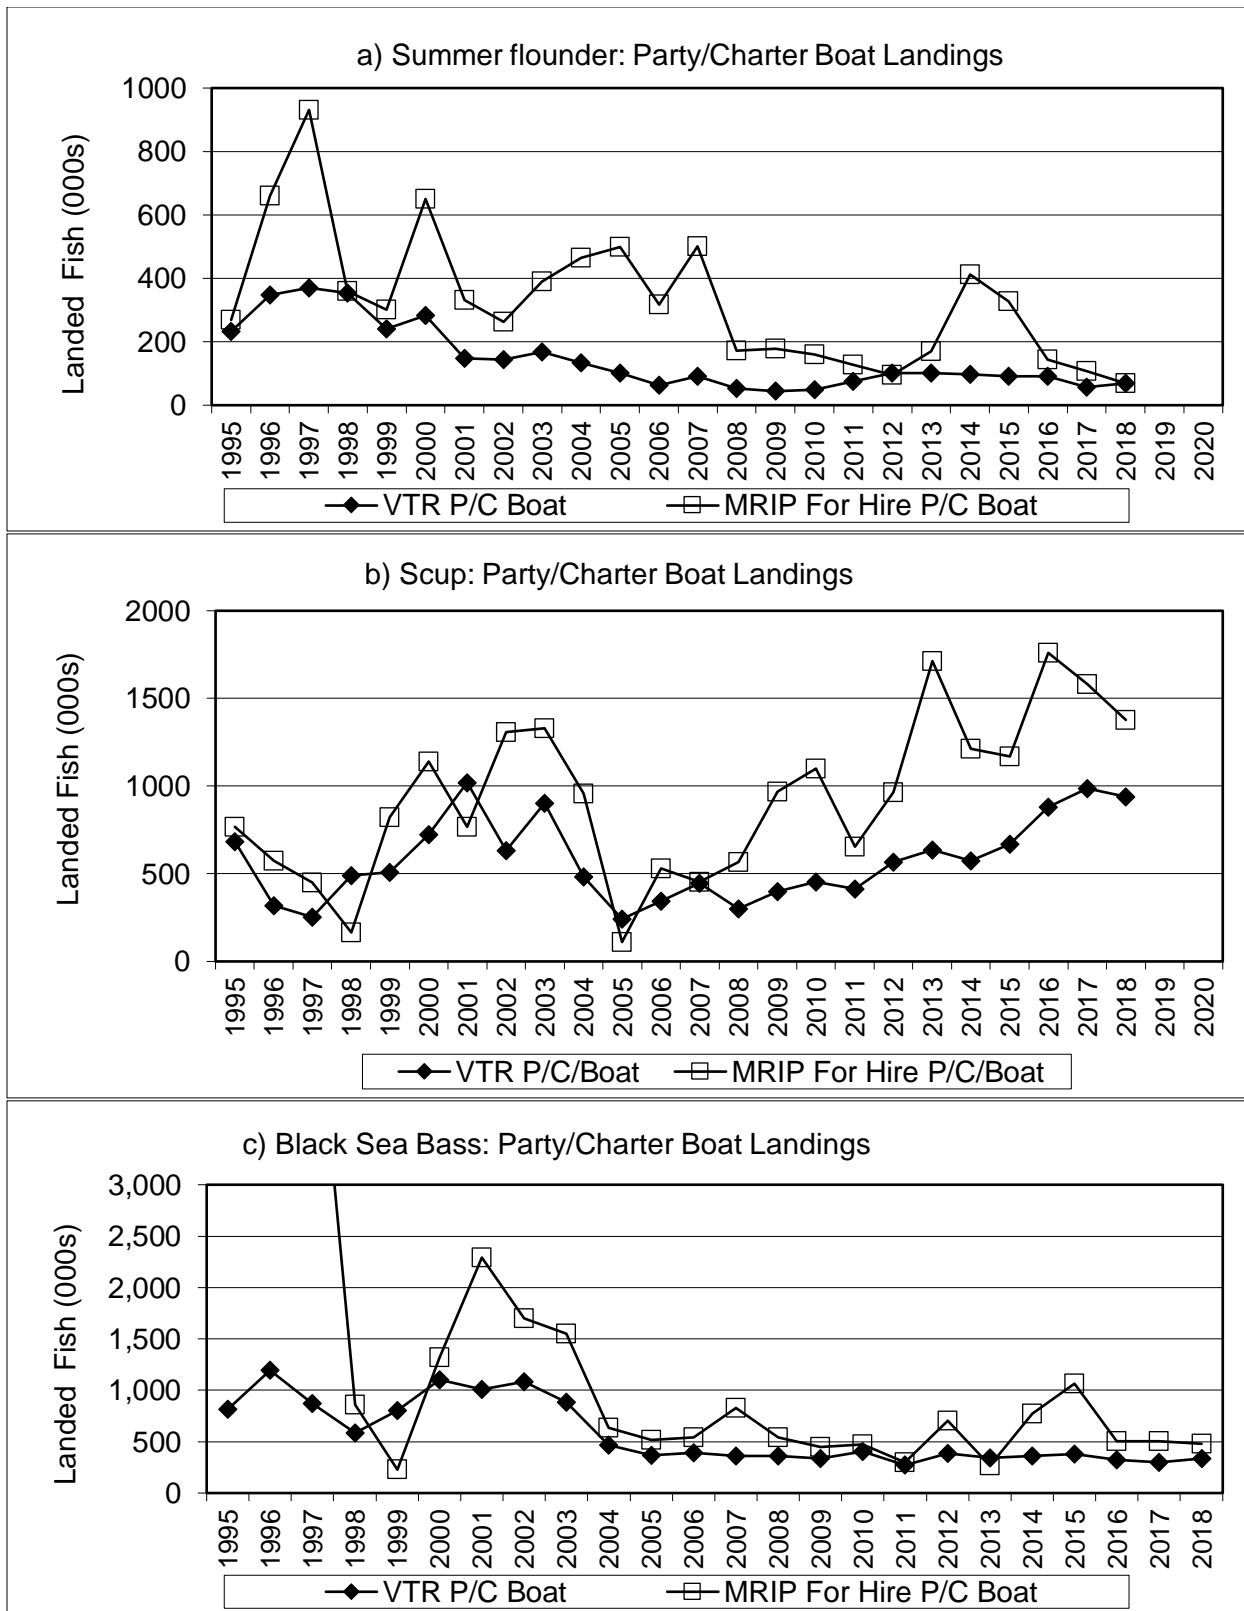 a) Summer flounder: Party/Charter Boat Landings
Landed Fish (000s)
1000
800
600
400
200
0
1995 1996 1997 1998 1999 2000 2001 2002 2003 2004 2005 2006 2007 2008 2009 2010 2011 2012 2013 2014 2015 2016 2017 2018 2019 2020
VTR P/C Boat MRIP For Hire P/C Boat
b) Scup: Party/Charter Boat Landings
Landed Fish (000s)
2000
1500
1000
500
0
1995 1996 1997 1998 1999 2000 2001 2002 2003 2004 2005 2006 2007 2008 2009 2010 2011 2012 2013 2014 2015 2016 2017 2018 2019 2020
VTR P/C/Boat MRIP For Hire P/C/Boat
c) Black Sea Bass: Party/Charter Boat Landings
Landed Fish (000s)
3,000
2,500
2,000
1,500
1,000
500
0
1995 1996 1997 1998 1999 2000 2001 2002 2003 2004 2005 2006 2007 2008 2009 2010 2011 2012 2013 2014 2015 2016 2017 2018
VTR P/C Boat MRIP For Hire P/C Boat